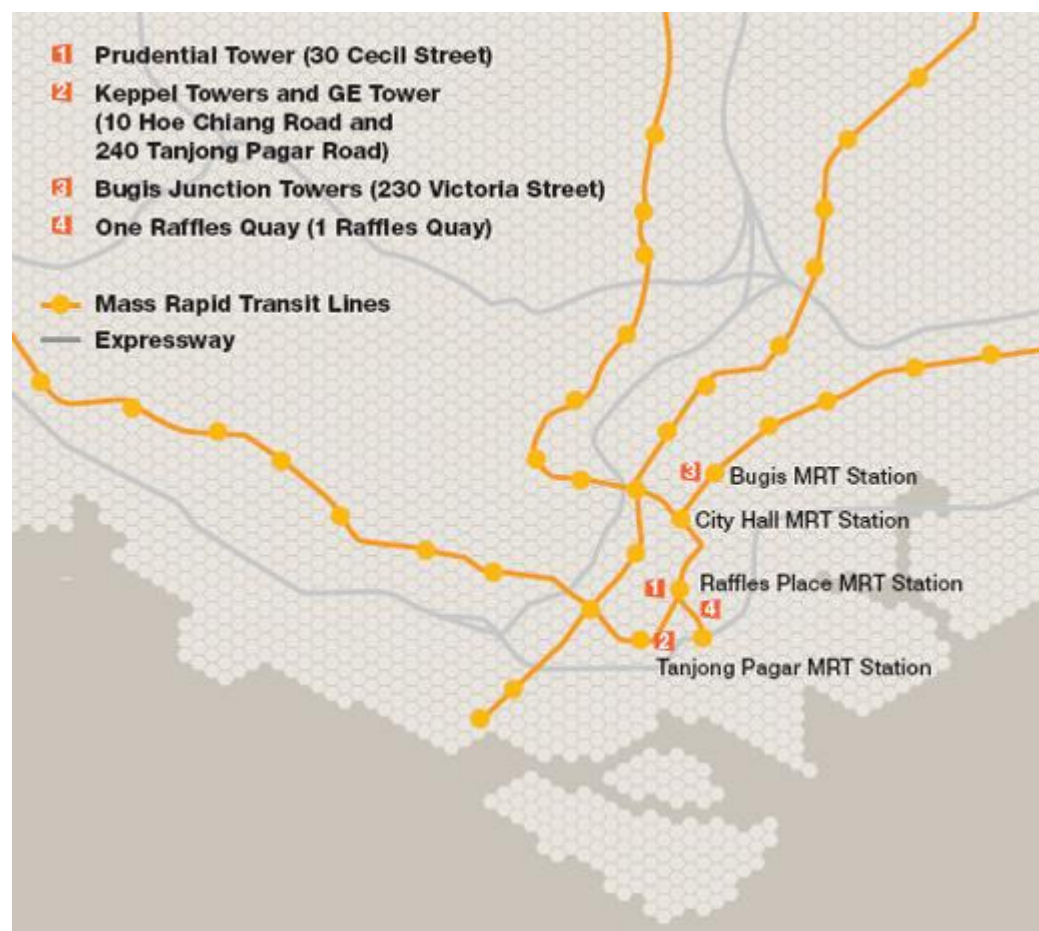 1 Prudential Tower (30 Cecil Street)
2 Keppel Towers and GE Tower
(10 Hoe Chiang Road and
240 Tanjong Pagar Road)
3 Bugis Junction Towers (230 Victoria Street)
4 One Raffles Quay (1 Raffles Quay)
Mass Rapid Transit Lines
Expressway
3 Bugis MRT Station
City Hall MRT Station
1 Raffles Place MRT Station
4
2
Tanjong Pagar MRT Station